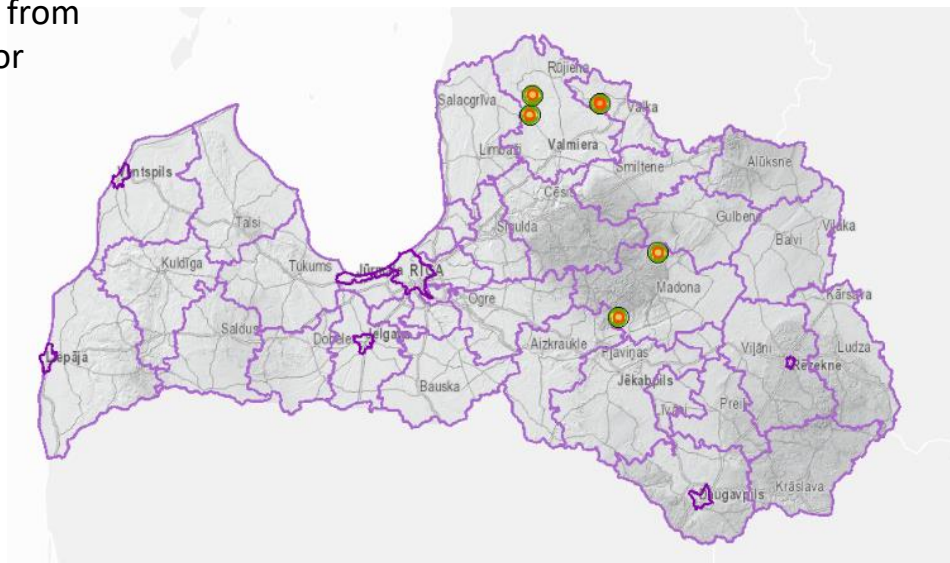 from
or
Rūjiena
Salacgrīva
Valka
Limbaži
Valmiera
Smiltene
Alūksne
Ventspils
Cēsis
Talsi
Sigulda
Gulbene
Viļaka
Balvi
Kuldīga
Tukums
Jūrmala RĪGA
Madona
Kārsava
Ogre
Saldus
Dobele
Jelgava
Aizkraukle
Pļaviņas
Viļāni
Ludza
Liepāja
Rēzekne
Bauska
Jēkabpils
Līvāni
Preiļi
Krāslava
Daugavpils